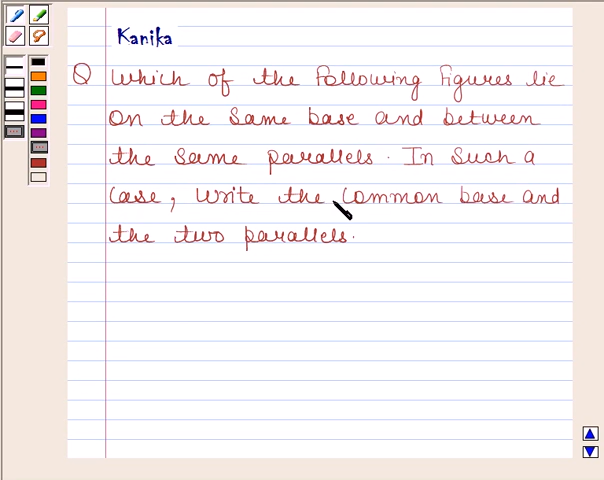 Kanika
Q Which of the following figures lie
on the same base and between
the same parallels. In such a
case, write the common base and
the two parallels.